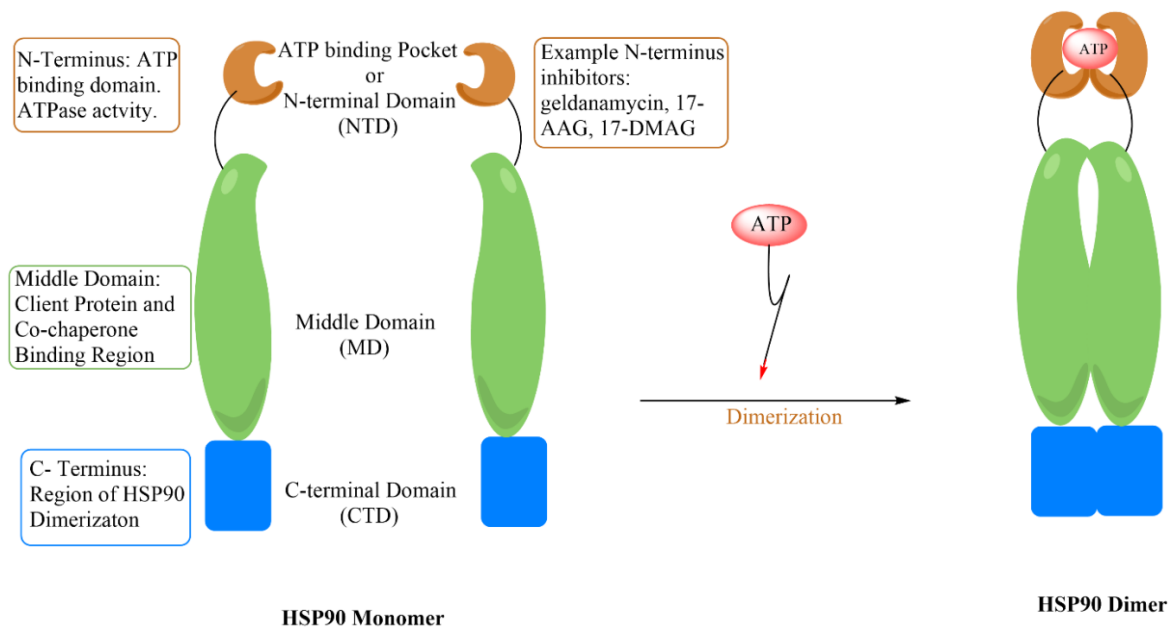 N-Terminus: ATP
binding domain.
ATPase actvity.
ATP binding Pocket
or
N-terminal Domain
(NTD)
Example N-terminus
inhibitors:
geldanamycin, 17-
AAG, 17-DMAG
ATP
Middle Domain:
Client Protein and
Co-chaperone
Binding Region
Middle Domain
(MD)
ATP
Dimerization
C- Terminus:
Region of HSP90
Dimerizaton
C-terminal Domain
(CTD)
HSP90 Monomer
HSP90 Dimer